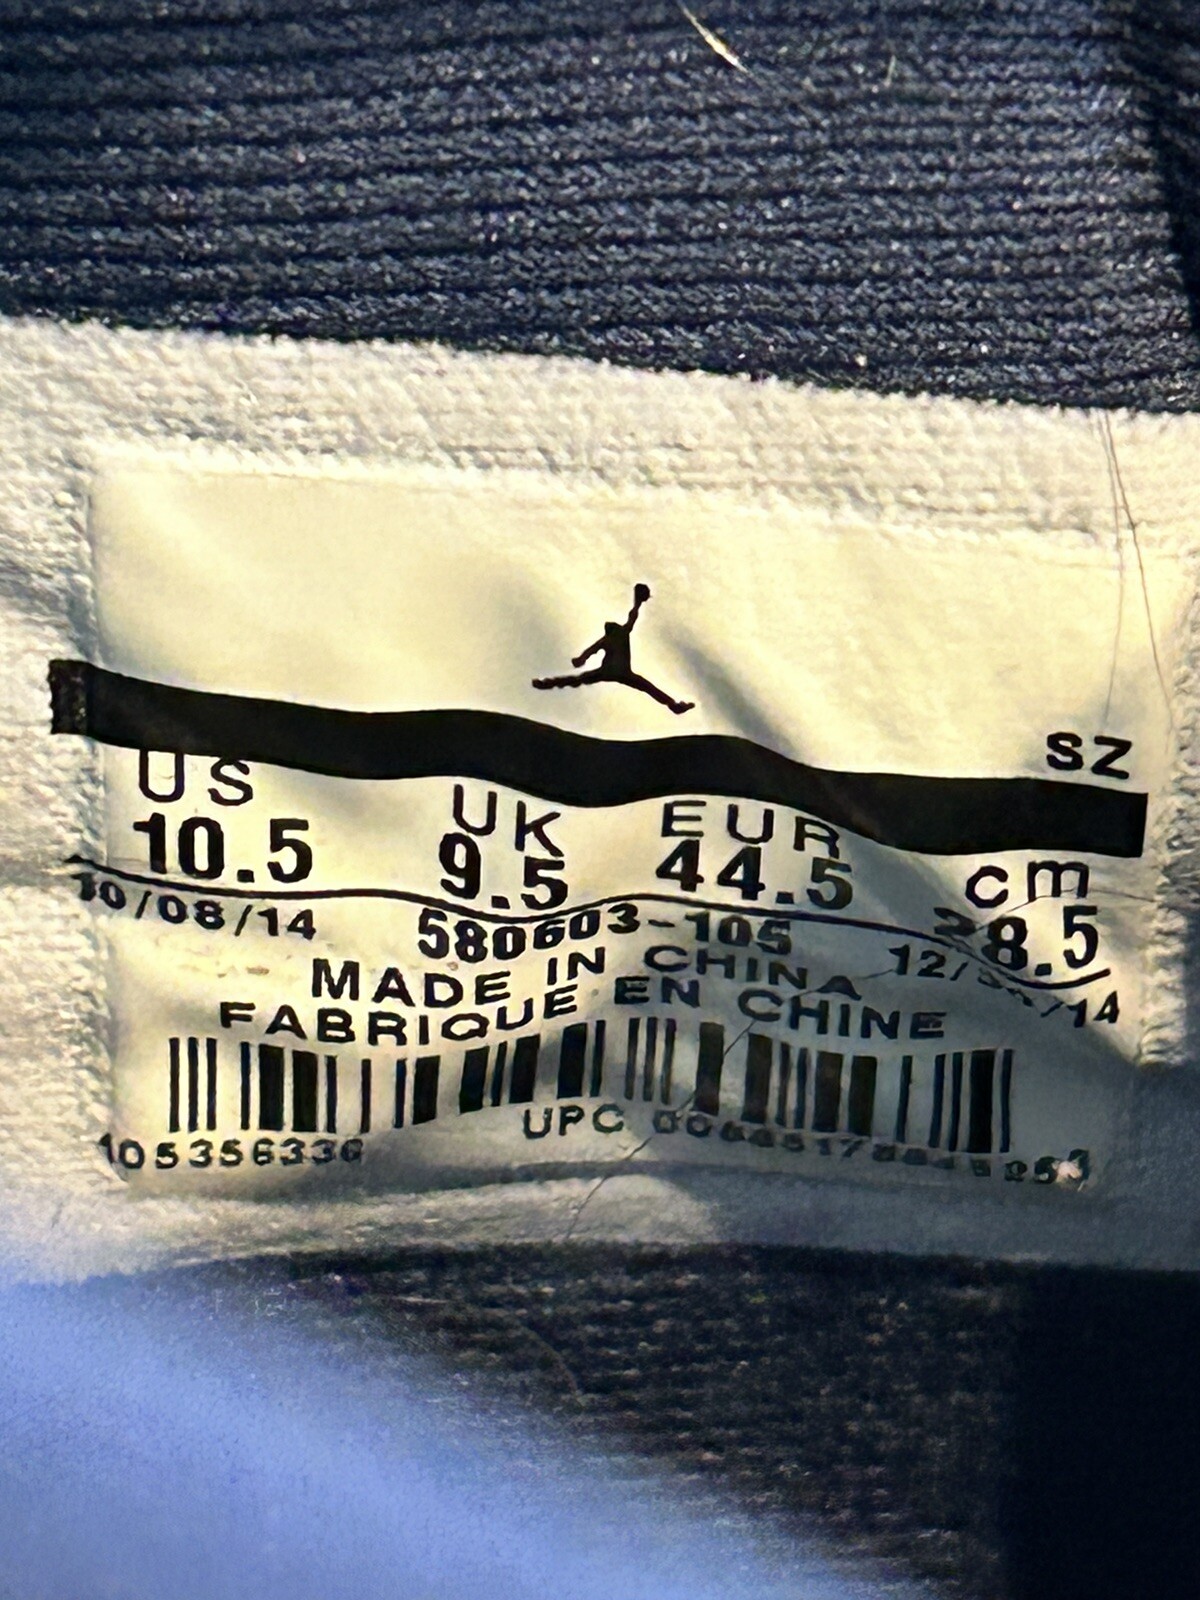 SZ
US UK EUR cm
10.5 9.5 44.5 28.5
10/08/14 580603-105
MADE IN CHINA
FABRIQUE EN CHINE
105356336 UPC